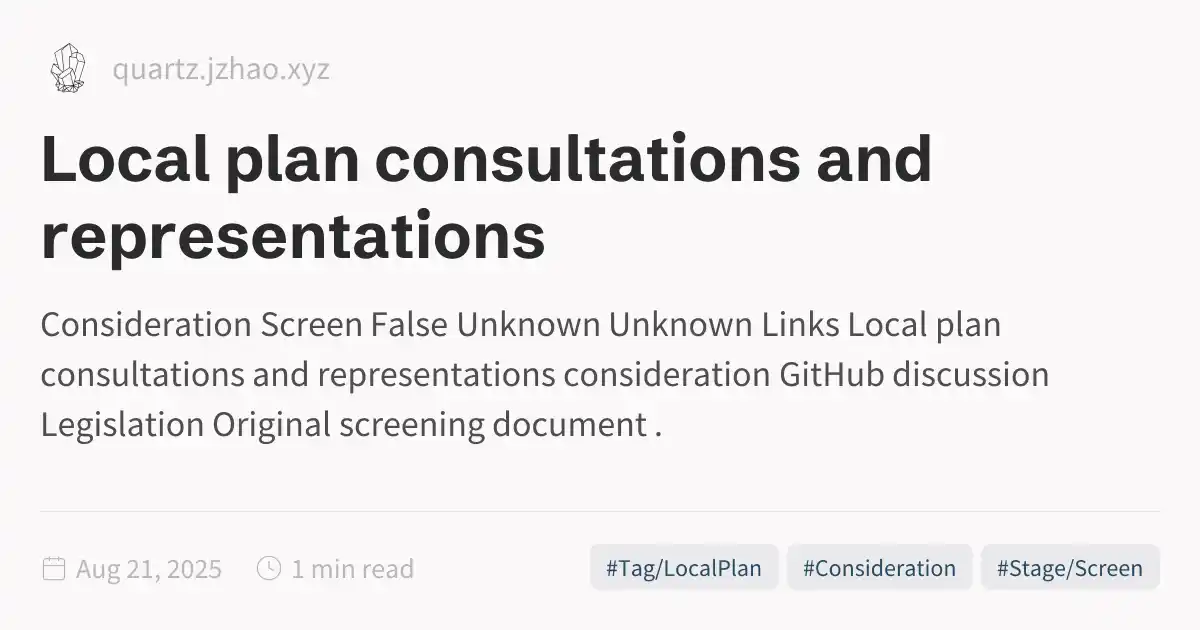 quartz.jzhao.xyz
Local plan consultations and
representations
Consideration Screen False Unknown Unknown Links Local plan
consultations and representations consideration GitHub discussion
Legislation Original screening document .
Aug 21, 2025
1 min read
#Tag/LocalPlan
#Consideration
#Stage/Screen